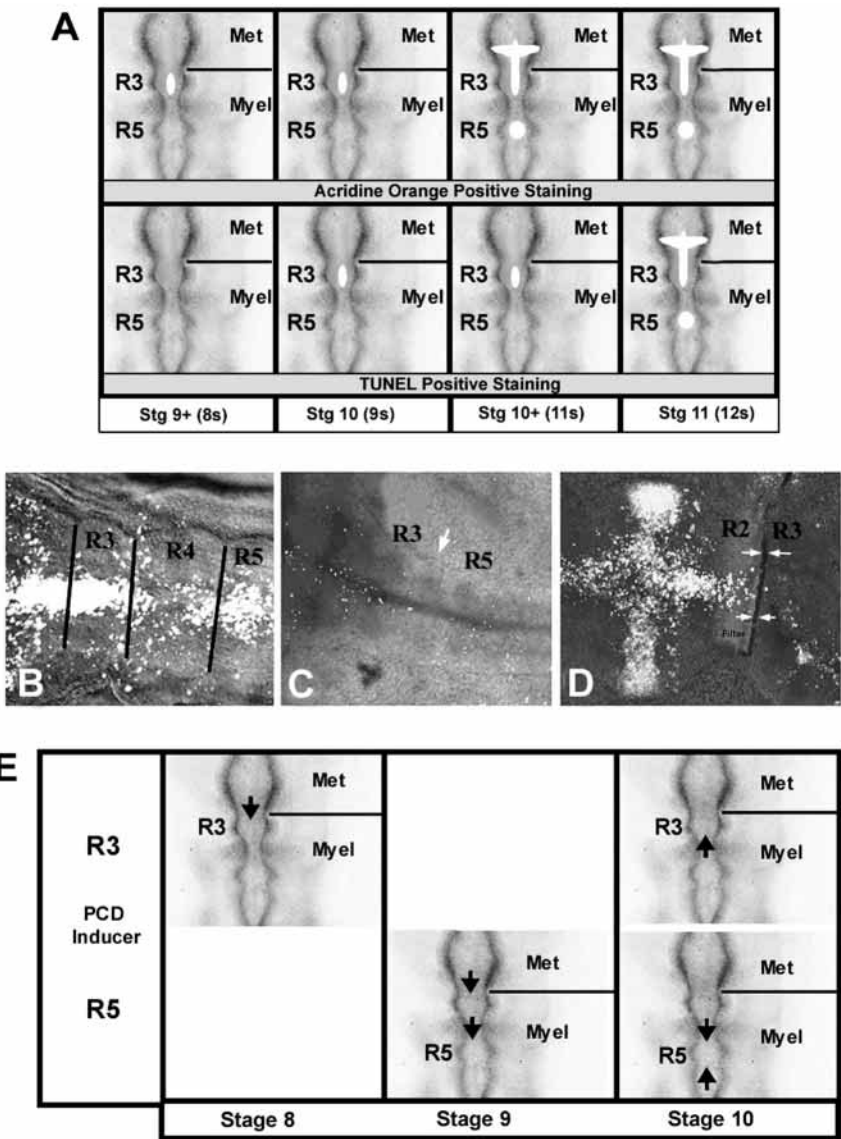 A
Met Met Met Met
R3 R3 R3 R3
Myel Myel Myel Myel
R5 R5 R5 R5
Acridine Orange Positive Staining
Met Met Met Met
R3 R3 R3 R3
Myel Myel Myel Myel
R5 R5 R5 R5
TUNEL Positive Staining
Stg 9+ (8s) Stg 10 (9s) Stg 10+ (11s) Stg 11 (12s)
R3 R4 R5
B
R3 R5
C
R2 R3
Filter
D
E
Met Met
R3 R3 R3
Myel Myel
PCD
Inducer
Met Met
R5 Myel Myel
R5 R5
Stage 8 Stage 9 Stage 10